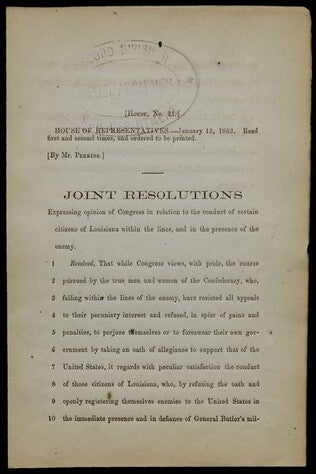 [House, No.
HOUSE OF REPRESENTATIVES.—January 13, 1863. Read
first and second times, and ordered to be printed.
[By Mr. Perkins.]
JOINT RESOLUTIONS
Expressing opinion of Congress in relation to the conduct of certain
citizens of Louisiana within the lines, and in the presence of the
enemy.
1 Resolved, That while Congress views, with pride, the course
2 pursued by the true men and women of the Confederacy, who,
3 falling within the lines of the enemy, have resisted all appeals
4 to their pecuniary interest and refused, in spite of pains and
5 penalties, to perjure themselves or to foreswear their own gov-
6 ernment by taking an oath of allegiance to support that of the
7 United States, it regards with peculiar satisfaction the conduct
8 of those citizens of Louisiana, who, by refusing the oath and
9 openly registering themselves enemies to the United States in
10 the immediate presence and in defiance of General Butler's mil-